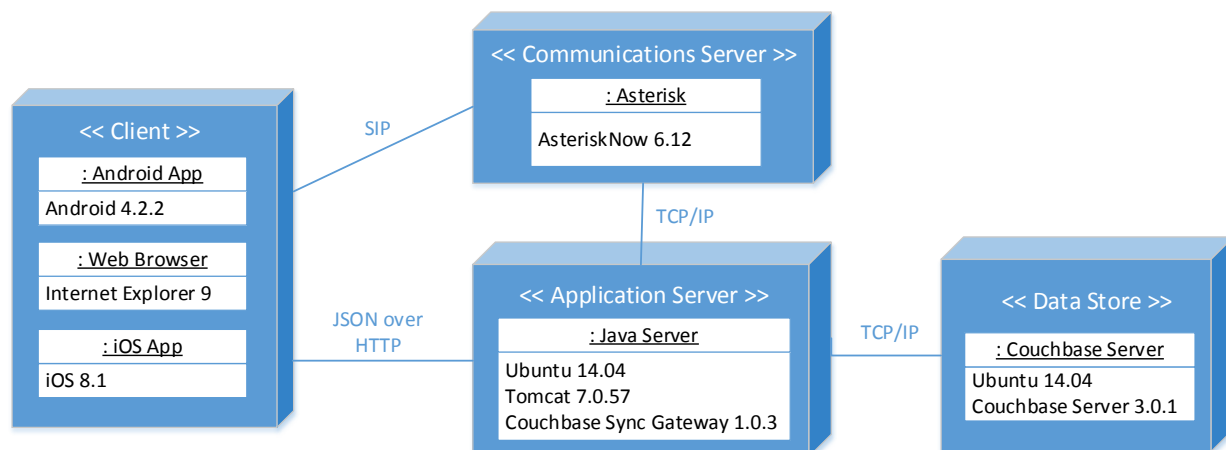 << Communications Server >>
: Asterisk
AsteriskNow 6.12
<< Client >>
: Android App
Android 4.2.2
: Web Browser
Internet Explorer 9
: iOS App
iOS 8.1
SIP
TCP/IP
JSON over
HTTP
<< Application Server >>
: Java Server
Ubuntu 14.04
Tomcat 7.0.57
Couchbase Sync Gateway 1.0.3
TCP/IP
<< Data Store >>
: Couchbase Server
Ubuntu 14.04
Couchbase Server 3.0.1